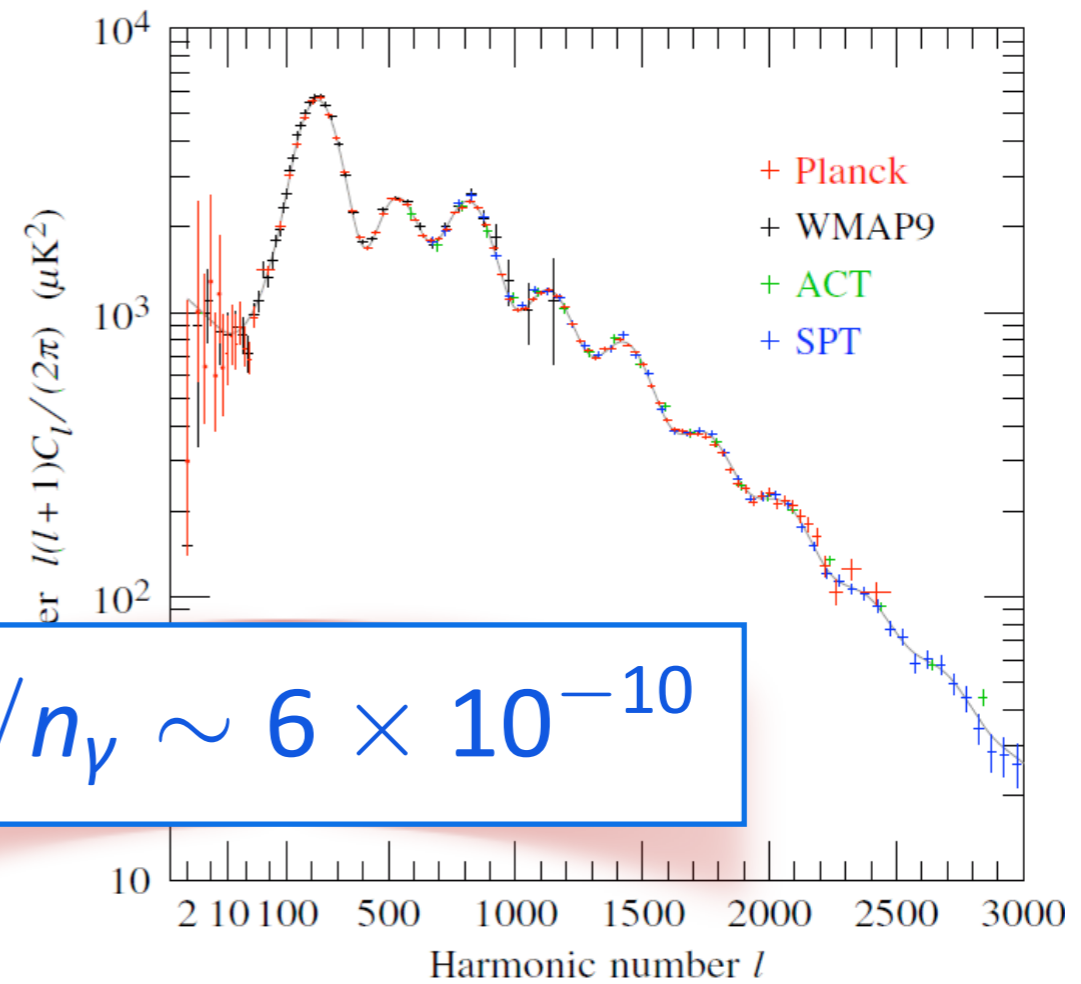 10⁴
Planck
WMAP9
ACT
SPT
10³
l(l + 1)C_l/(2π) (μK²)
10²
/n_γ ∼ 6 × 10⁻¹⁰
10
2 10 100 500 1000 1500 2000 2500 3000
Harmonic number l